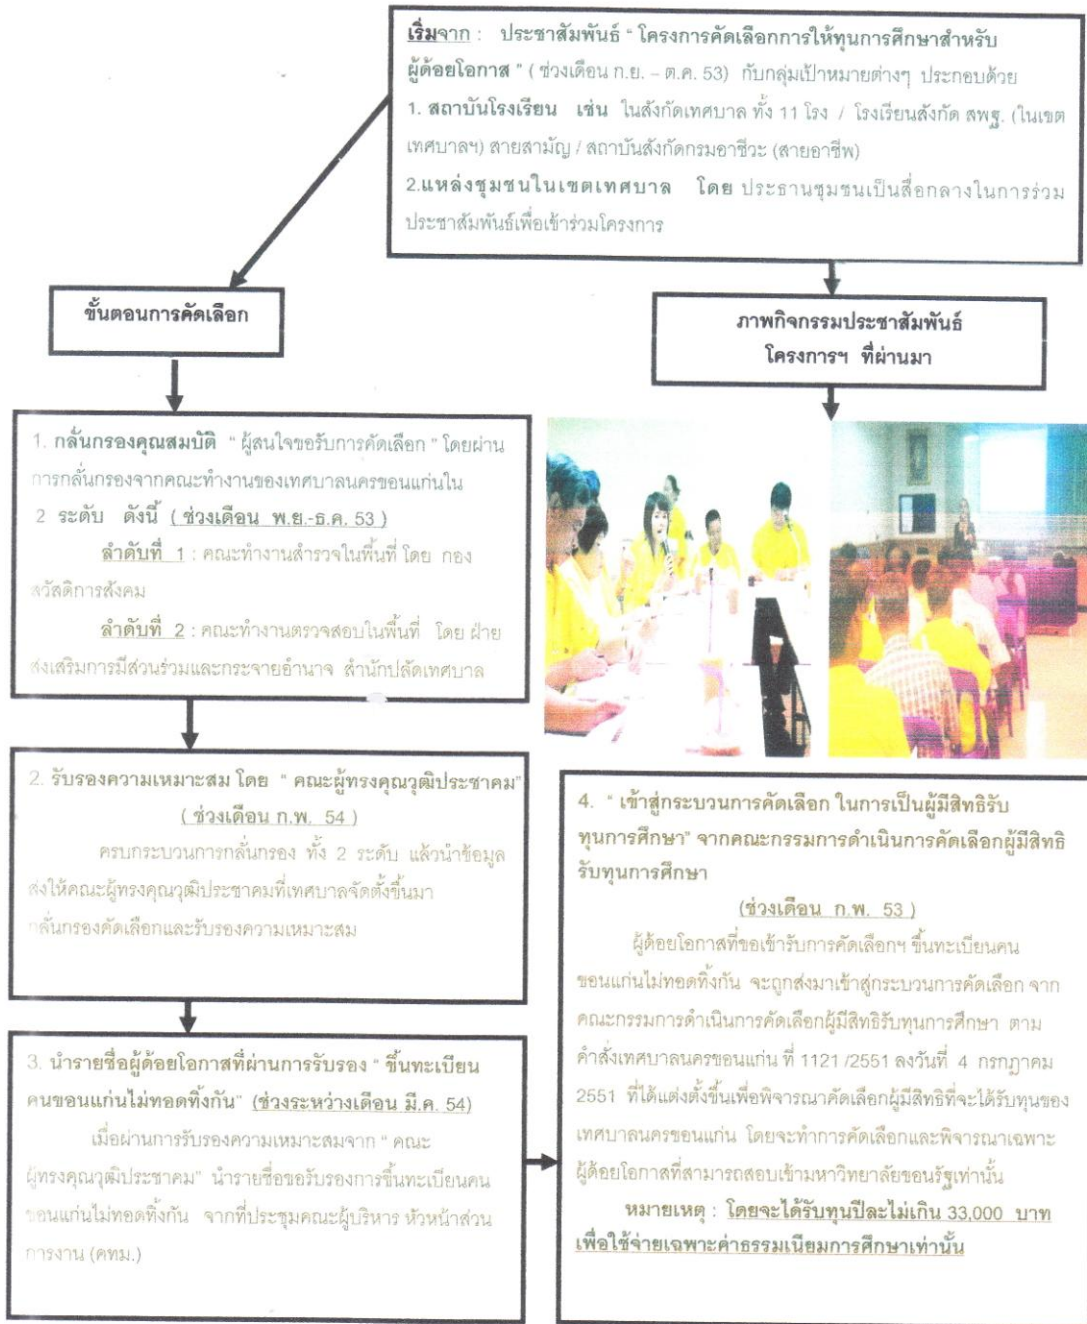 เริ่มจาก : ประชาสัมพันธ์ “ โครงการคัดเลือกการให้ทุนการศึกษาสำหรับ
ผู้ด้อยโอกาส ” ( ช่วงเดือน ก.ย. – ต.ค. 53) กับกลุ่มเป้าหมายต่างๆ ประกอบด้วย
1. สถาบันโรงเรียน เช่น ในสังกัดเทศบาล ทั้ง 11 โรง / โรงเรียนสังกัด สพฐ. (ในเขต
เทศบาลฯ) สายสามัญ / สถาบันสังกัดกรมอาชีวะ (สายอาชีพ)
2.แหล่งชุมชนในเขตเทศบาล โดย ประธานชุมชนเป็นสื่อกลางในการร่วม
ประชาสัมพันธ์เพื่อเข้าร่วมโครงการ
ขั้นตอนการคัดเลือก
ภาพกิจกรรมประชาสัมพันธ์
โครงการฯ ที่ผ่านมา
1. กลั่นกรองคุณสมบัติ “ ผู้สนใจขอรับการคัดเลือก ” โดยผ่าน
การกลั่นกรองจากคณะทำงานของเทศบาลนครขอนแก่นใน
2 ระดับ ดังนี้ ( ช่วงเดือน พ.ย.-ธ.ค. 53 )
ลำดับที่ 1 : คณะทำงานสำรวจในพื้นที่ โดย กอง
สวัสดิการสังคม
ลำดับที่ 2 : คณะทำงานตรวจสอบในพื้นที่ โดย ฝ่าย
ส่งเสริมการมีส่วนร่วมและกระจายอำนาจ สำนักปลัดเทศบาล
2. รับรองความเหมาะสม โดย “ คณะผู้ทรงคุณวุฒิประชาคม”
( ช่วงเดือน ก.พ. 54 )
ครบกระบวนการกลั่นกรอง ทั้ง 2 ระดับ แล้วนำข้อมูล
ส่งให้คณะผู้ทรงคุณวุฒิประชาคมที่เทศบาลจัดตั้งขึ้นมา
กลั่นกรองคัดเลือกและรับรองความเหมาะสม
3. นำรายชื่อผู้ด้อยโอกาสที่ผ่านการรับรอง “ ขึ้นทะเบียน
คนขอนแก่นไม่ทอดทิ้งกัน” (ช่วงระหว่างเดือน มี.ค. 54)
เมื่อผ่านการรับรองความเหมาะสมจาก “ คณะ
ผู้ทรงคุณวุฒิประชาคม” นำรายชื่อขอรับรองการขึ้นทะเบียนคน
ขอนแก่นไม่ทอดทิ้งกัน จากที่ประชุมคณะผู้บริหาร หัวหน้าส่วน
การงาน (คทม.)
4. “ เข้าสู่กระบวนการคัดเลือก ในการเป็นผู้มีสิทธิรับ
ทุนการศึกษา” จากคณะกรรมการดำเนินการคัดเลือกผู้มีสิทธิ
รับทุนการศึกษา
(ช่วงเดือน ก.พ. 53 )
ผู้ด้อยโอกาสที่ขอเข้ารับการคัดเลือกฯ ขึ้นทะเบียนคน
ขอนแก่นไม่ทอดทิ้งกัน จะถูกส่งมาเข้าสู่กระบวนการคัดเลือก จาก
คณะกรรมการดำเนินการคัดเลือกผู้มีสิทธิรับทุนการศึกษา ตาม
คำสั่งเทศบาลนครขอนแก่น ที่ 1121 /2551 ลงวันที่ 4 กรกฎาคม
2551 ที่ได้แต่งตั้งขึ้นเพื่อพิจารณาคัดเลือกผู้มีสิทธิที่จะได้รับทุนของ
เทศบาลนครขอนแก่น โดยจะทำการคัดเลือกและพิจารณาเฉพาะ
ผู้ด้อยโอกาสที่สามารถสอบเข้ามหาวิทยาลัยของรัฐเท่านั้น
หมายเหตุ : โดยจะได้รับทุนปีละไม่เกิน 33,000 บาท
เพื่อใช้จ่ายเฉพาะค่าธรรมเนียมการศึกษาเท่านั้น